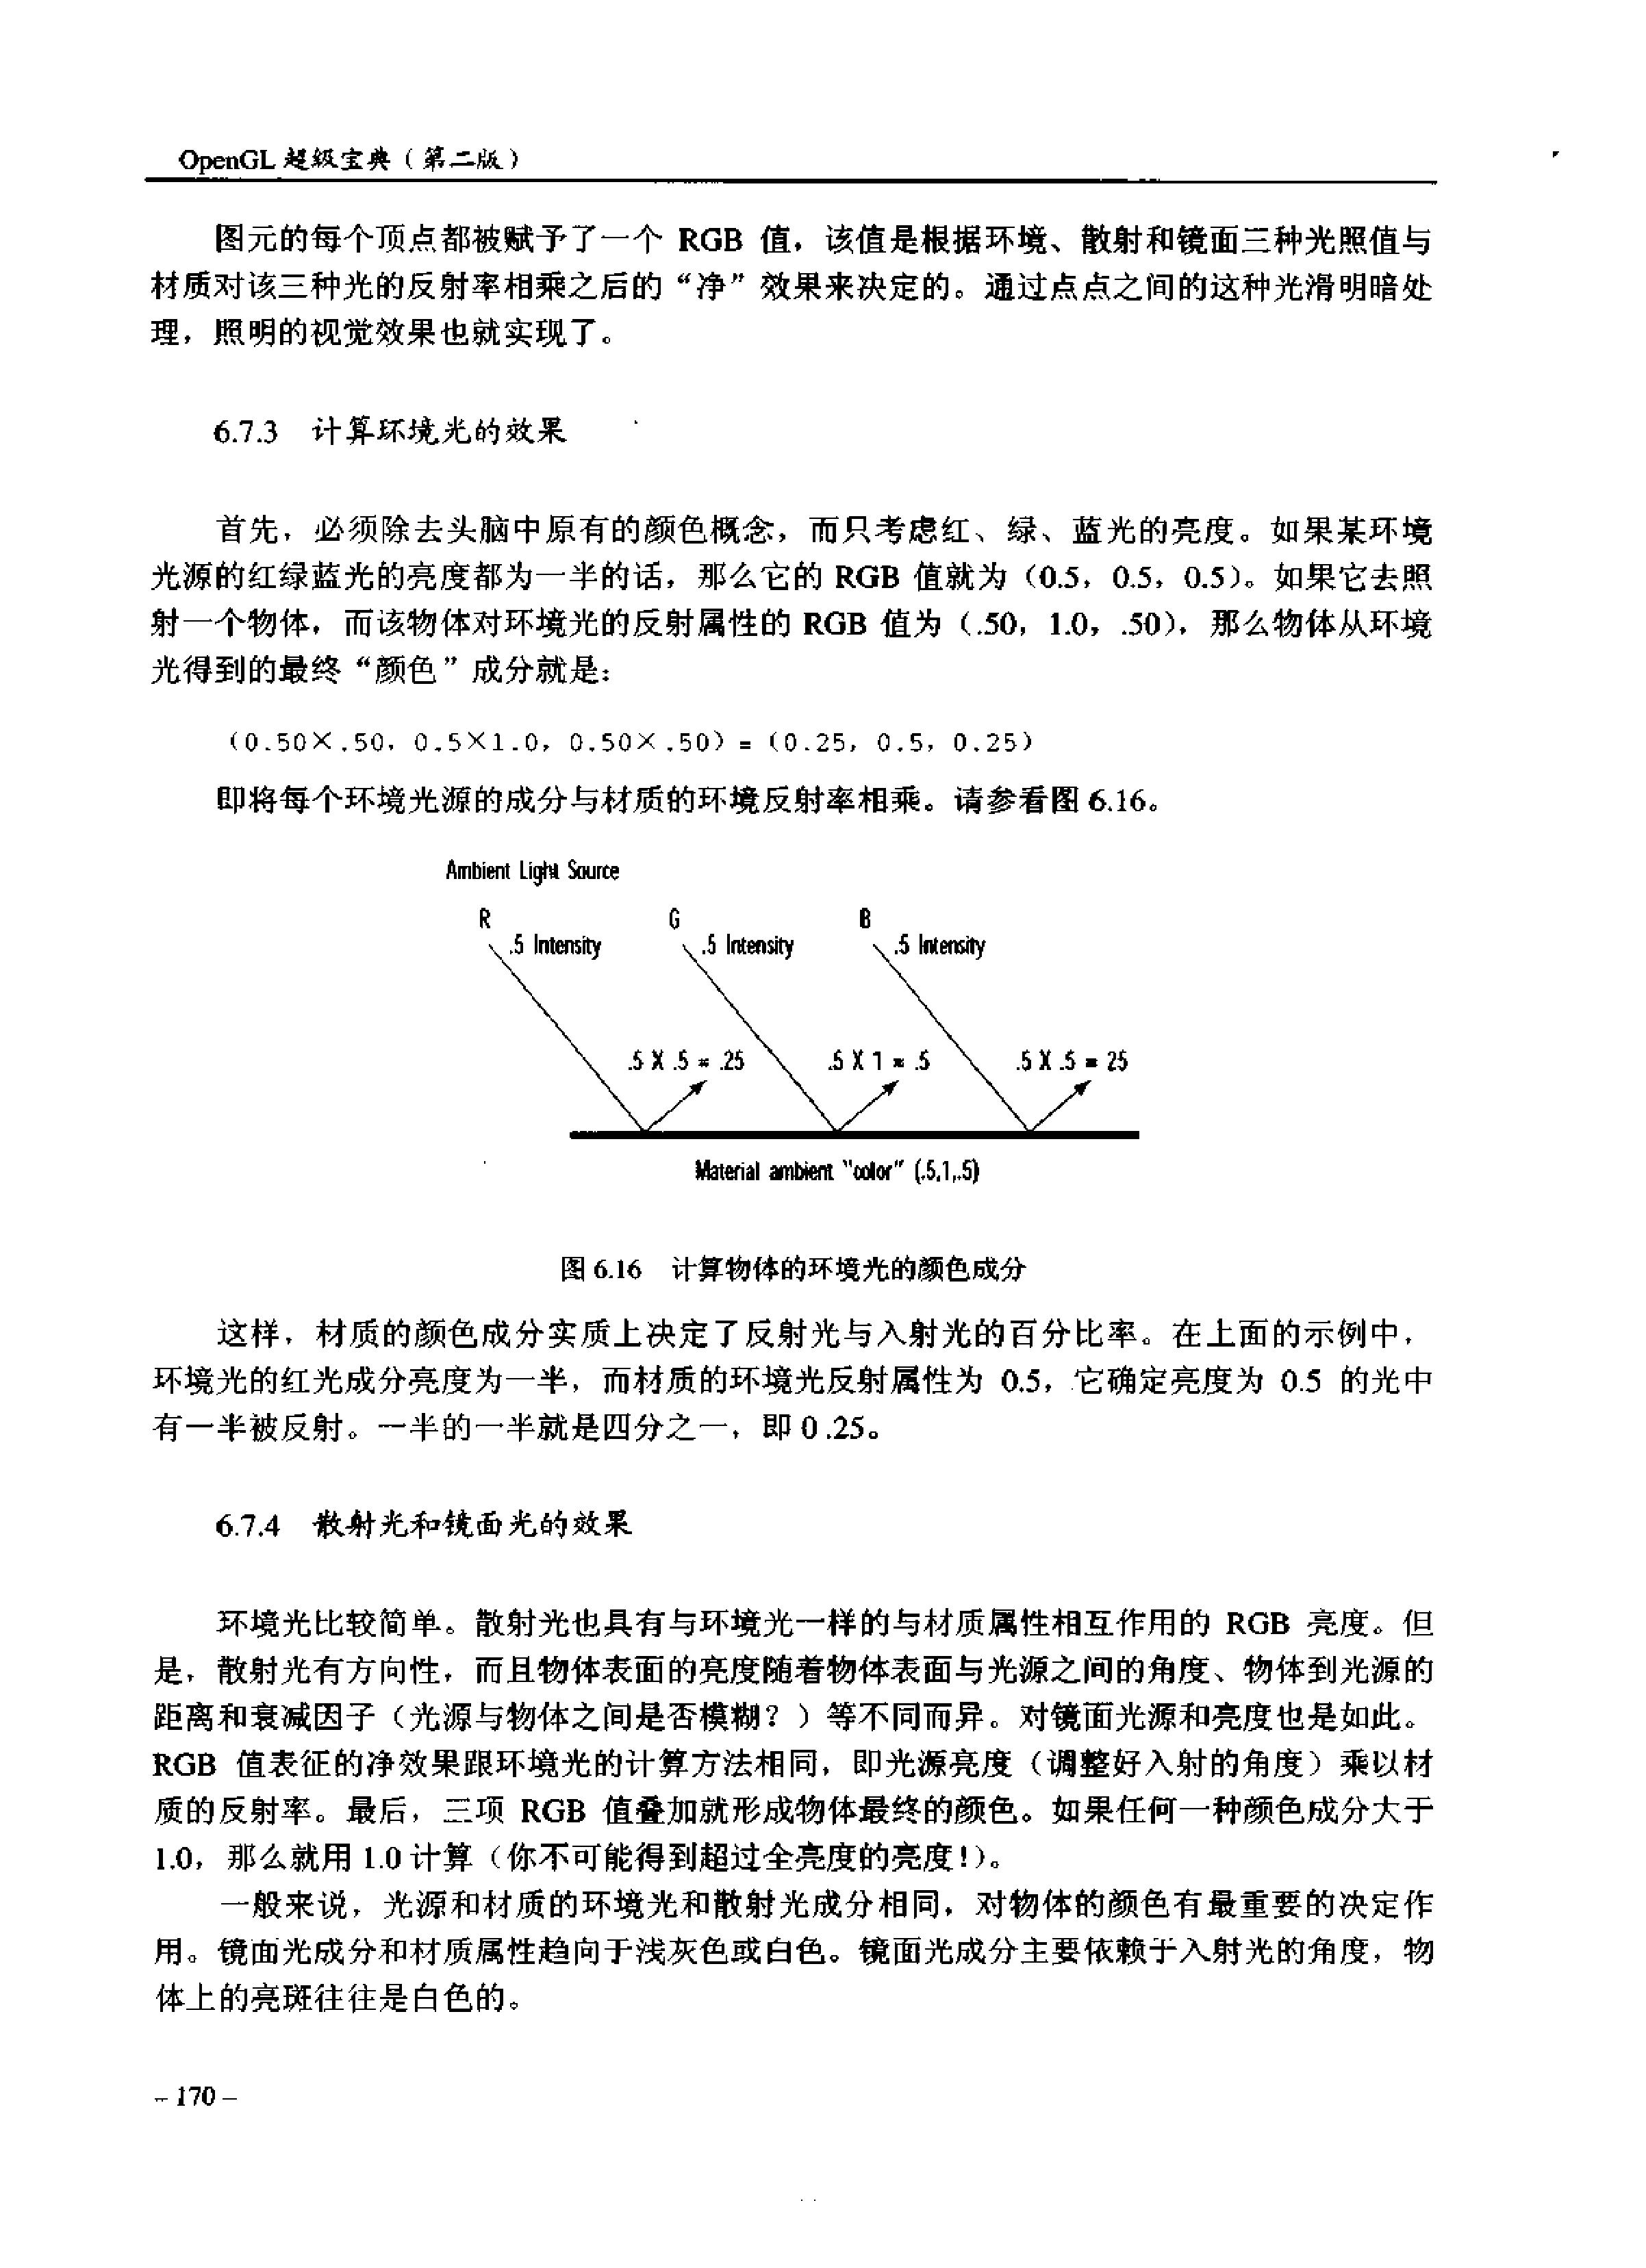 OpenGL 超级宝典（第二版）
图元的每个顶点都被赋予了一个 RGB 值，该值是根据环境、散射和镜面三种光照值与
材质对该三种光的反射率相乘之后的“净”效果来决定的。通过点点之间的这种光滑明暗处
理，照明的视觉效果也就实现了。
6.7.3 计算环境光的效果
首先，必须除去头脑中原有的颜色概念，而只考虑红、绿、蓝光的亮度。如果某环境
光源的红绿蓝光的亮度都为一半的话，那么它的 RGB 值就为（0.5，0.5，0.5）。如果它去照
射一个物体，而该物体对环境光的反射属性的 RGB 值为（.50，1.0，.50），那么物体从环境
光得到的最终“颜色”成分就是：
（0.50×.50，0.5×1.0，0.50×.50）=（0.25，0.5，0.25）
即将每个环境光源的成分与材质的环境反射率相乘。请参看图 6.16。
Ambient Light Source
R G B
.5 Intensity .5 Intensity .5 Intensity
.5 X .5 = .25 .5 X 1 = .5 .5 X .5 = 25
Material ambient "color" (.5,1,.5)
图 6.16 计算物体的环境光的颜色成分
这样，材质的颜色成分实质上决定了反射光与入射光的百分比率。在上面的示例中，
环境光的红光成分亮度为一半，而材质的环境光反射属性为 0.5，它确定亮度为 0.5 的光中
有一半被反射。一半的一半就是四分之一，即 0 .25。
6.7.4 散射光和镜面光的效果
环境光比较简单。散射光也具有与环境光一样的与材质属性相互作用的 RGB 亮度。但
是，散射光有方向性，而且物体表面的亮度随着物体表面与光源之间的角度、物体到光源的
距离和衰减因子（光源与物体之间是否模糊？）等不同而异。对镜面光源和亮度也是如此。
RGB 值表征的净效果跟环境光的计算方法相同，即光源亮度（调整好入射的角度）乘以材
质的反射率。最后，三项 RGB 值叠加就形成物体最终的颜色。如果任何一种颜色成分大于
1.0，那么就用 1.0 计算（你不可能得到超过全亮度的亮度！）。
一般来说，光源和材质的环境光和散射光成分相同，对物体的颜色有最重要的决定作
用。镜面光成分和材质属性趋向于浅灰色或白色。镜面光成分主要依赖于入射光的角度，物
体上的亮斑往往是白色的。
– 170 –